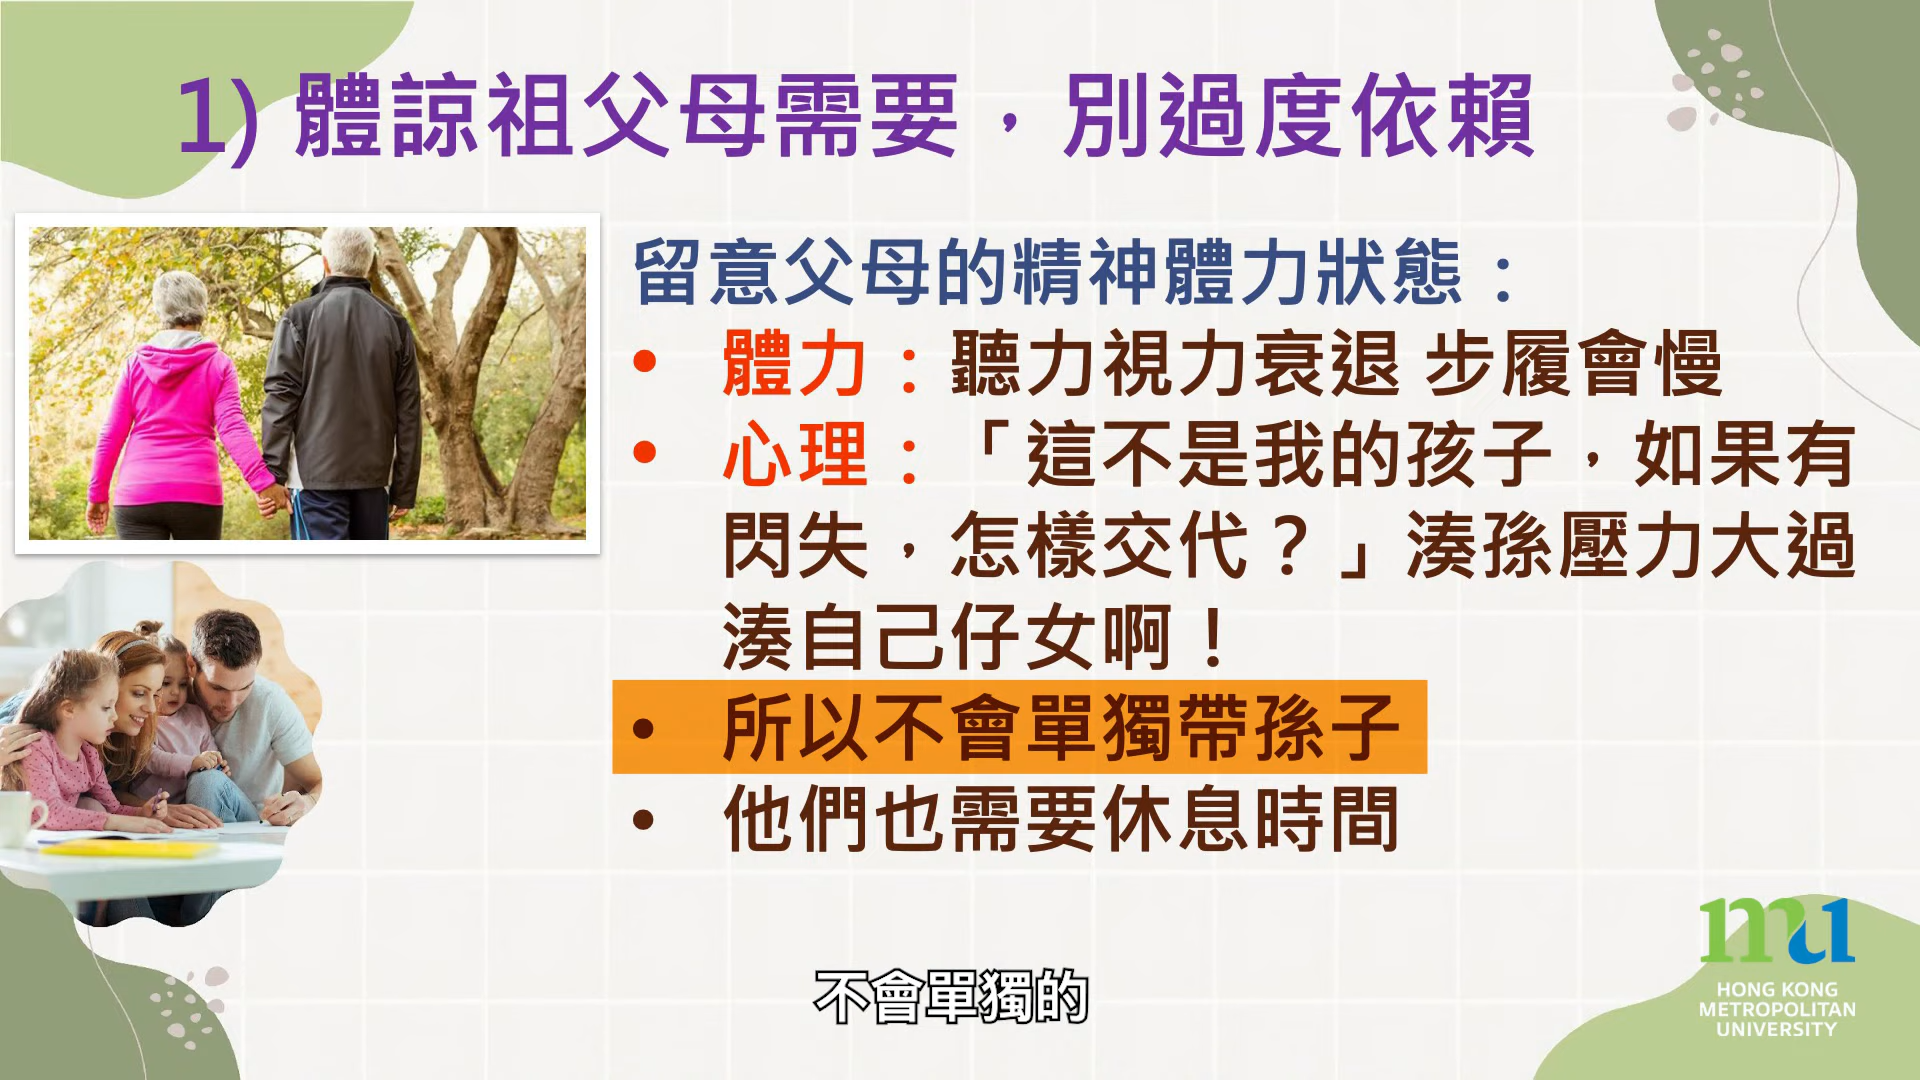 1) 體諒祖父母需要，別過度依賴
留意父母的精神體力狀態：
• 體力：聽力視力衰退 步履會慢
• 心理：「這不是我的孩子，如果有
閃失，怎樣交代？」湊孫壓力大過
湊自己仔女啊！
• 所以不會單獨帶孫子
• 他們也需要休息時間
不會單獨的
mu
HONG KONG
METROPOLITAN
UNIVERSITY